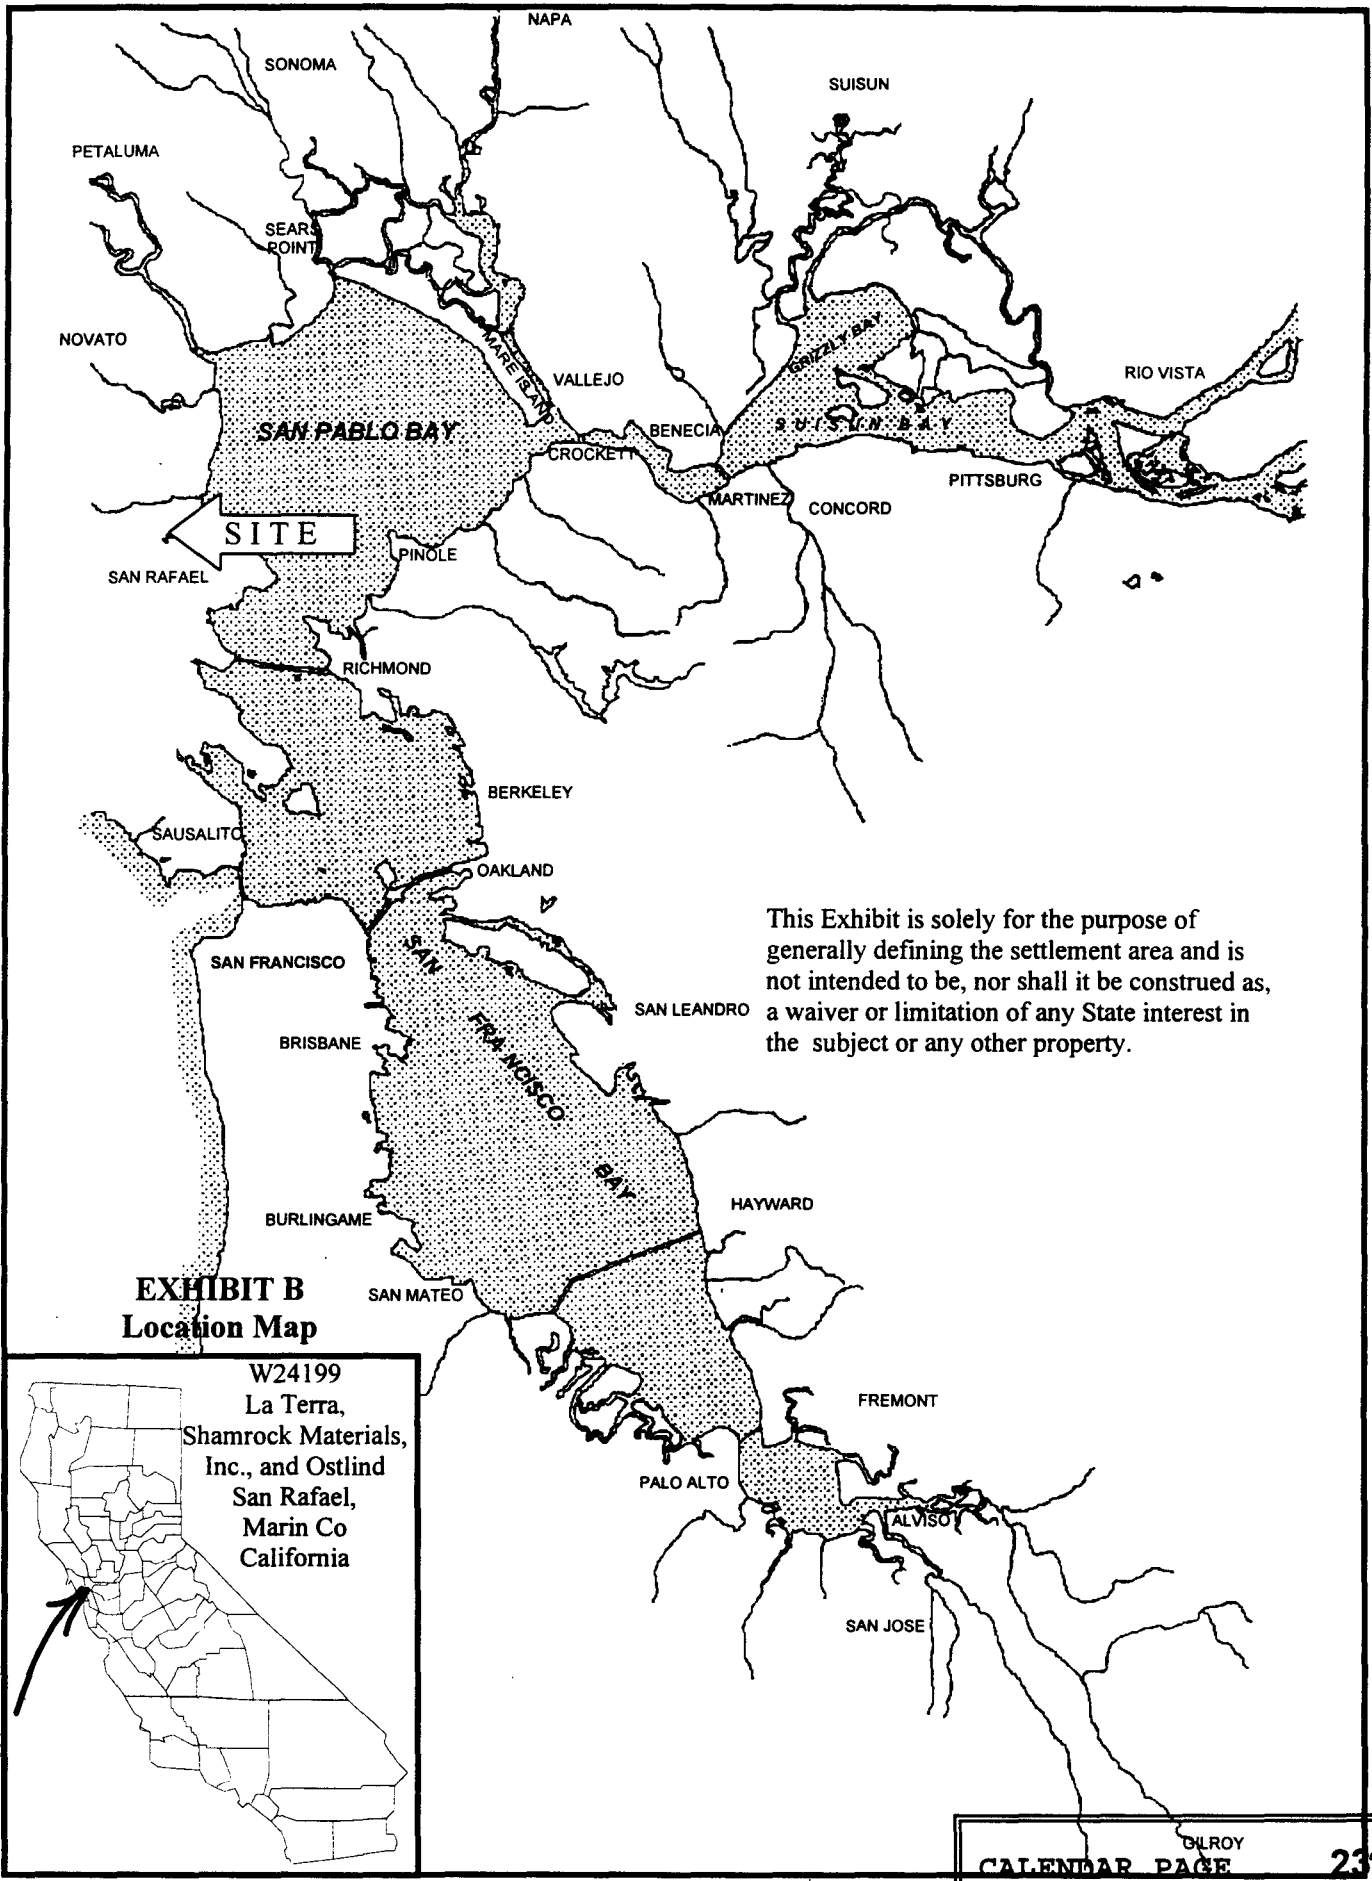 NAPA
SONOMA
SUISUN
PETALUMA
SEARS
POINT
NOVATO
MARE ISLAND
GRIZZLY BAY
VALLEJO
RIO VISTA
SAN PABLO BAY
BENECIA
SUISUN BAY
CROCKETT
PITTSBURG
MARTINEZ
CONCORD
SITE
PINOLE
SAN RAFAEL
RICHMOND
BERKELEY
SAUSALITO
OAKLAND
This Exhibit is solely for the purpose of
generally defining the settlement area and is
not intended to be, nor shall it be construed as,
a waiver or limitation of any State interest in
the subject or any other property.
SAN FRANCISCO
SAN
FRANCISCO
BAY
SAN LEANDRO
BRISBANE
HAYWARD
BURLINGAME
EXHIBIT B
Location Map
SAN MATEO
W24199
La Terra,
Shamrock Materials,
Inc., and Ostlind
San Rafael,
Marin Co
California
FREMONT
PALO ALTO
ALVISO
SAN JOSE
GILROY
CALENDAR PAGE